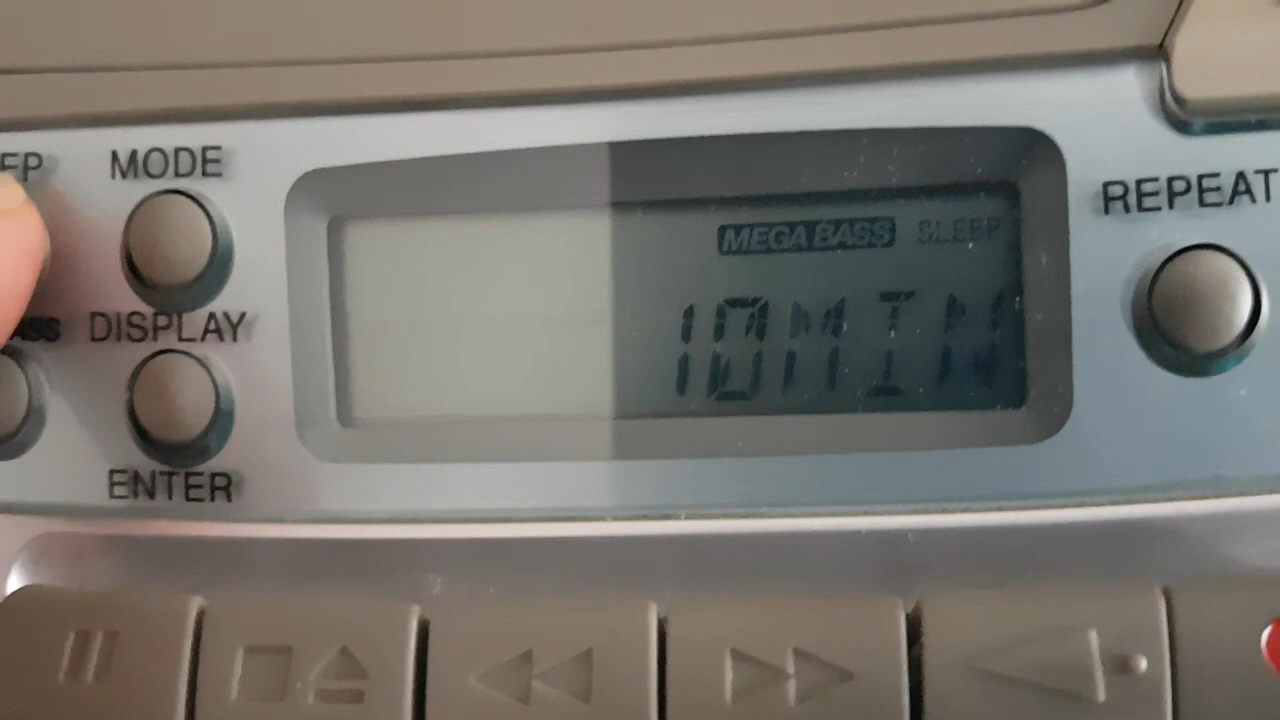 MODE
MEGA BASS SLEEP
REPEAT
10MIN
DISPLAY
ENTER